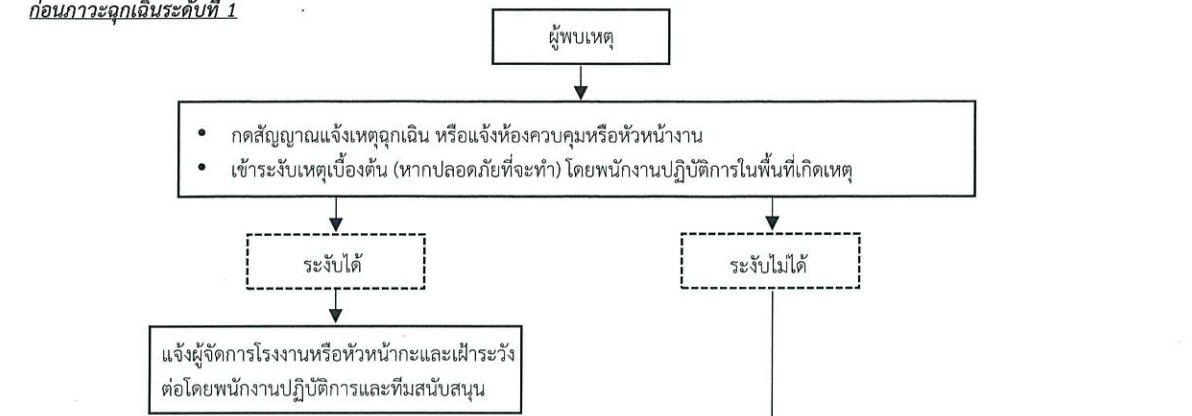 ก่อนภาวะฉุกเฉินระดับที่ 1
ผู้พบเหตุ
• กดสัญญาณแจ้งเหตุฉุกเฉิน หรือแจ้งห้องควบคุมหรือหัวหน้างาน
• เข้าระงับเหตุเบื้องต้น (หากปลอดภัยที่จะทำ) โดยพนักงานปฏิบัติการในพื้นที่เกิดเหตุ
ระงับได้
ระงับไม่ได้
แจ้งผู้จัดการโรงงานหรือหัวหน้ากะและเฝ้าระวัง
ต่อโดยพนักงานปฏิบัติการและทีมสนับสนุน